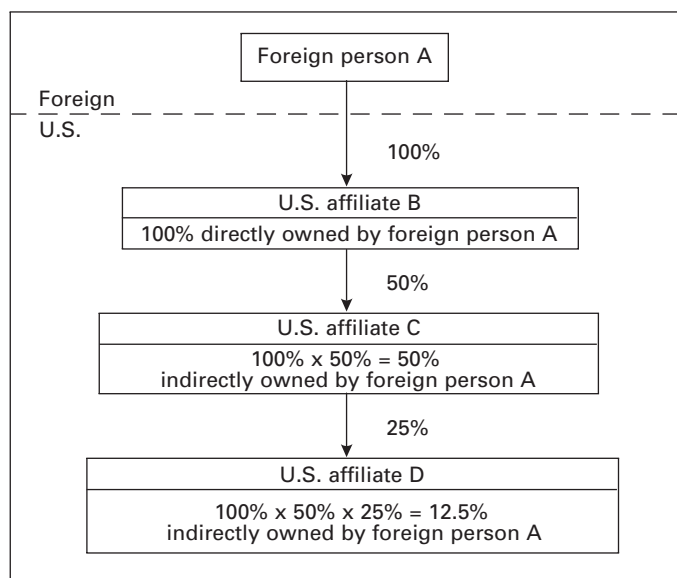 Foreign person A
Foreign
U.S.
100%
U.S. affiliate B
100% directly owned by foreign person A
50%
U.S. affiliate C
100% x 50% = 50%
indirectly owned by foreign person A
25%
U.S. affiliate D
100% x 50% x 25% = 12.5%
indirectly owned by foreign person A